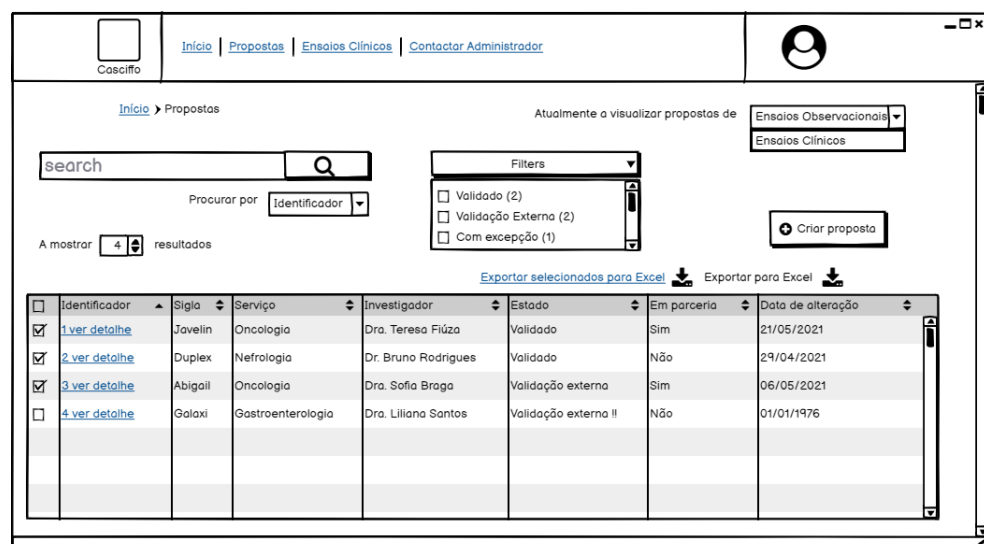 Casciffo
Início Propostas Ensaios Clínicos Contactar Administrador
Início Propostas
Atualmente a visualizar propostas de
Ensaios Observacionais
Ensaios Clínicos
search
Filters
Procurar por Identificador
Validado (2)
Validação Externa (2)
Com excepção (1)
A mostrar 4 resultados
Criar proposta
Exportar selecionados para Excel Exportar para Excel
Identificador Sigla Serviço Investigador Estado Em parceria Data de alteração
1 ver detalhe Javelin Oncologia Dra. Teresa Fiúza Validado Sim 21/05/2021
2 ver detalhe Duplex Nefrologia Dr. Bruno Rodrigues Validado Não 29/04/2021
3 ver detalhe Abigail Oncologia Dra. Sofia Braga Validação externa Sim 06/05/2021
4 ver detalhe Galaxi Gastroenterologia Dra. Liliana Santos Validação externa !! Não 01/01/1976